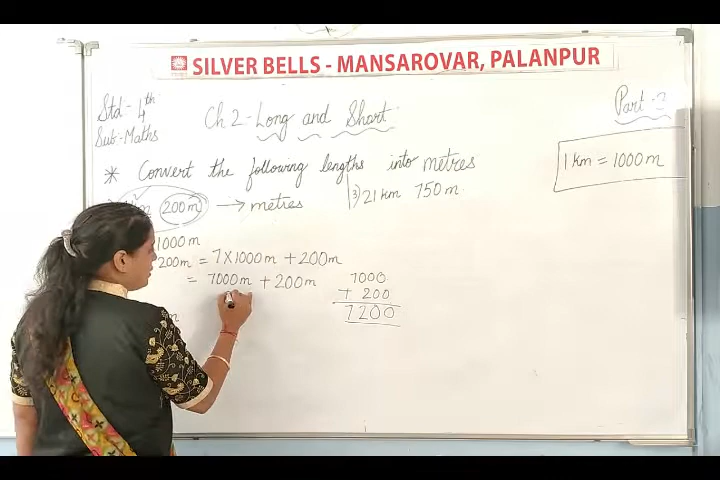 SILVER BELLS - MANSAROVAR, PALANPUR
Std - 4th
Sub - Maths
Ch 2 - Long and Short
Part - 2
* Convert the following lengths into metres
1 km = 1000 m
200 m → metres
3) 21 km 750 m
1000 m
200m = 7 X 1000 m + 200 m
= 7000 m + 200 m
7000
+ 200
7200
m